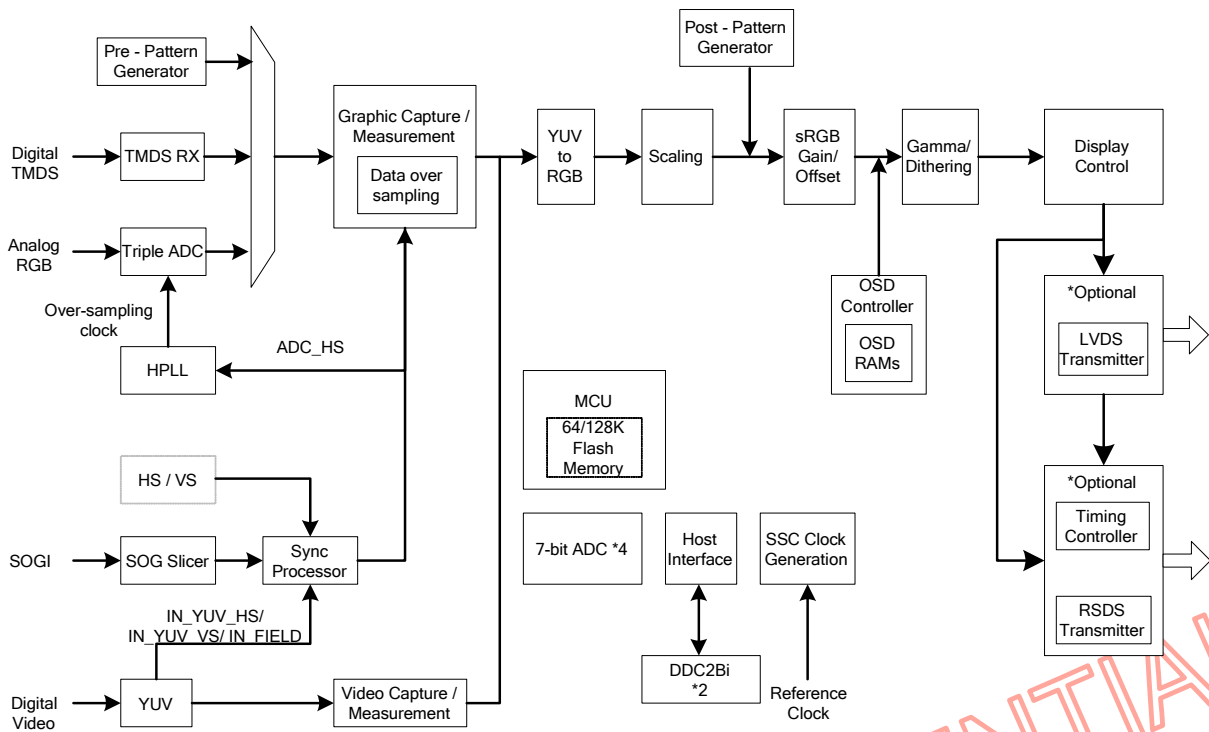 Pre - Pattern
Generator
Post - Pattern
Generator
Digital
TMDS
TMDS RX
Graphic Capture /
Measurement
Data over
sampling
YUV
to
RGB
Scaling
sRGB
Gain/
Offset
Gamma/
Dithering
Display
Control
Analog
RGB
Triple ADC
Over-sampling
clock
HPLL
ADC_HS
OSD
Controller
OSD
RAMs
*Optional
LVDS
Transmitter
MCU
64/128K
Flash
Memory
HS / VS
SOGI
SOG Slicer
Sync
Processor
7-bit ADC *4
Host
Interface
SSC Clock
Generation
*Optional
Timing
Controller
RSDS
Transmitter
IN_YUV_HS/
IN_YUV_VS/ IN_FIELD
Digital
Video
YUV
Video Capture /
Measurement
DDC2Bi
*2
Reference
Clock